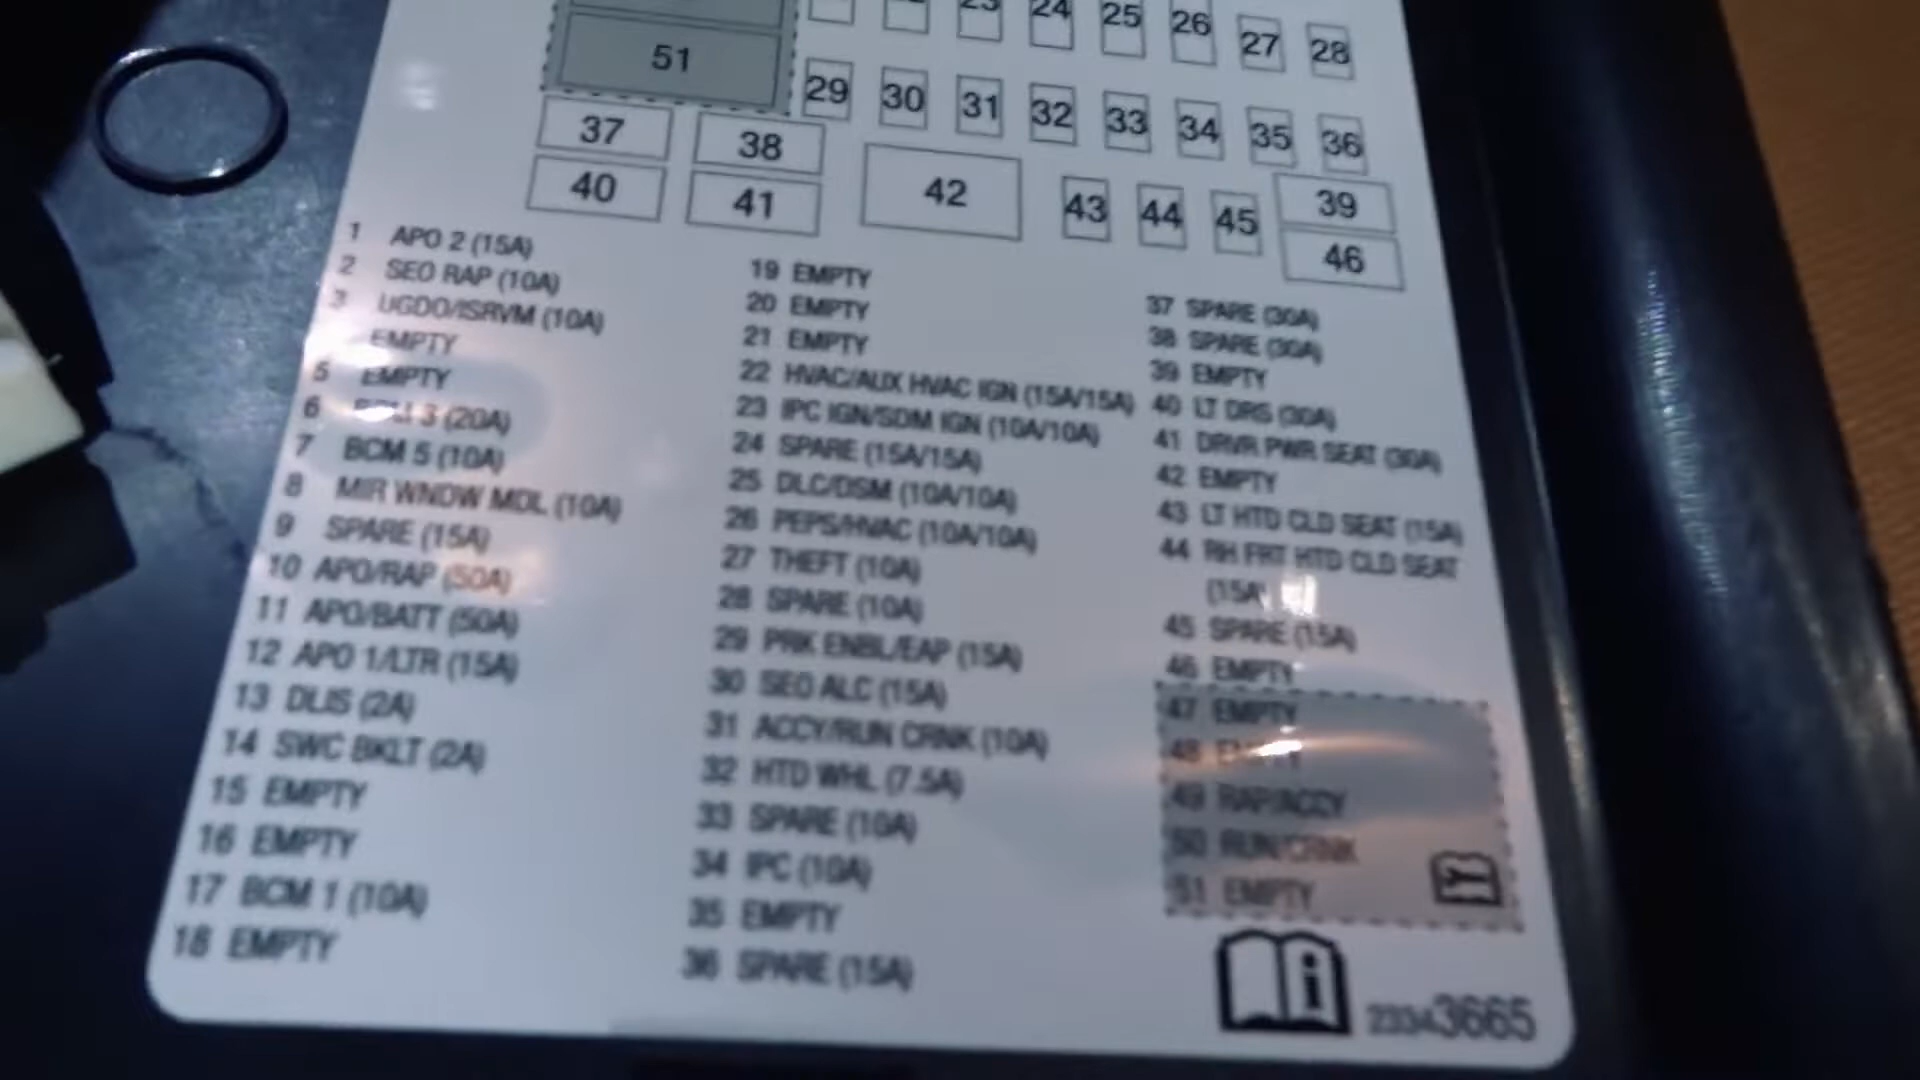 24 25 26 27 28
51
29 30 31 32 33 34 35 36
37 38
40 41 42 43 44 45 39
46
1 APO 2 (15A)
2 SEO RAP (10A)
3 UGDO/ISRVM (10A)
EMPTY
5 EMPTY
6 3 (20A)
7 BCM 5 (10A)
8 MIR WNDW MDL (10A)
9 SPARE (15A)
10 APO/RAP (50A)
11 APO/BATT (50A)
12 APO 1/LTR (15A)
13 DLIS (2A)
14 SWC BKLT (2A)
15 EMPTY
16 EMPTY
17 BCM 1 (10A)
18 EMPTY
19 EMPTY
20 EMPTY
21 EMPTY
22 HVAC/AUX HVAC IGN (15A/15A)
23 IPC IGN/SDM IGN (10A/10A)
24 SPARE (15A/15A)
25 DLC/DSM (10A/10A)
26 PEPS/HVAC (10A/10A)
27 THEFT (10A)
28 SPARE (10A)
29 PRK ENBL/EAP (15A)
30 SEO ALC (15A)
31 ACCY/RUN CRNK (10A)
32 HTD WHL (7.5A)
33 SPARE (10A)
34 IPC (10A)
35 EMPTY
36 SPARE (15A)
37 SPARE (30A)
38 SPARE (30A)
39 EMPTY
40 LT DRS (30A)
41 DRVR PWR SEAT (30A)
42 EMPTY
43 LT HTD CLD SEAT (15A)
44 RH FRT HTD CLD SEAT
(15A)
45 SPARE (15A)
46 EMPTY
47 EMPTY
48 EMPTY
49 RAP/ACCY
50 RUN/CRNK
51 EMPTY
23343665